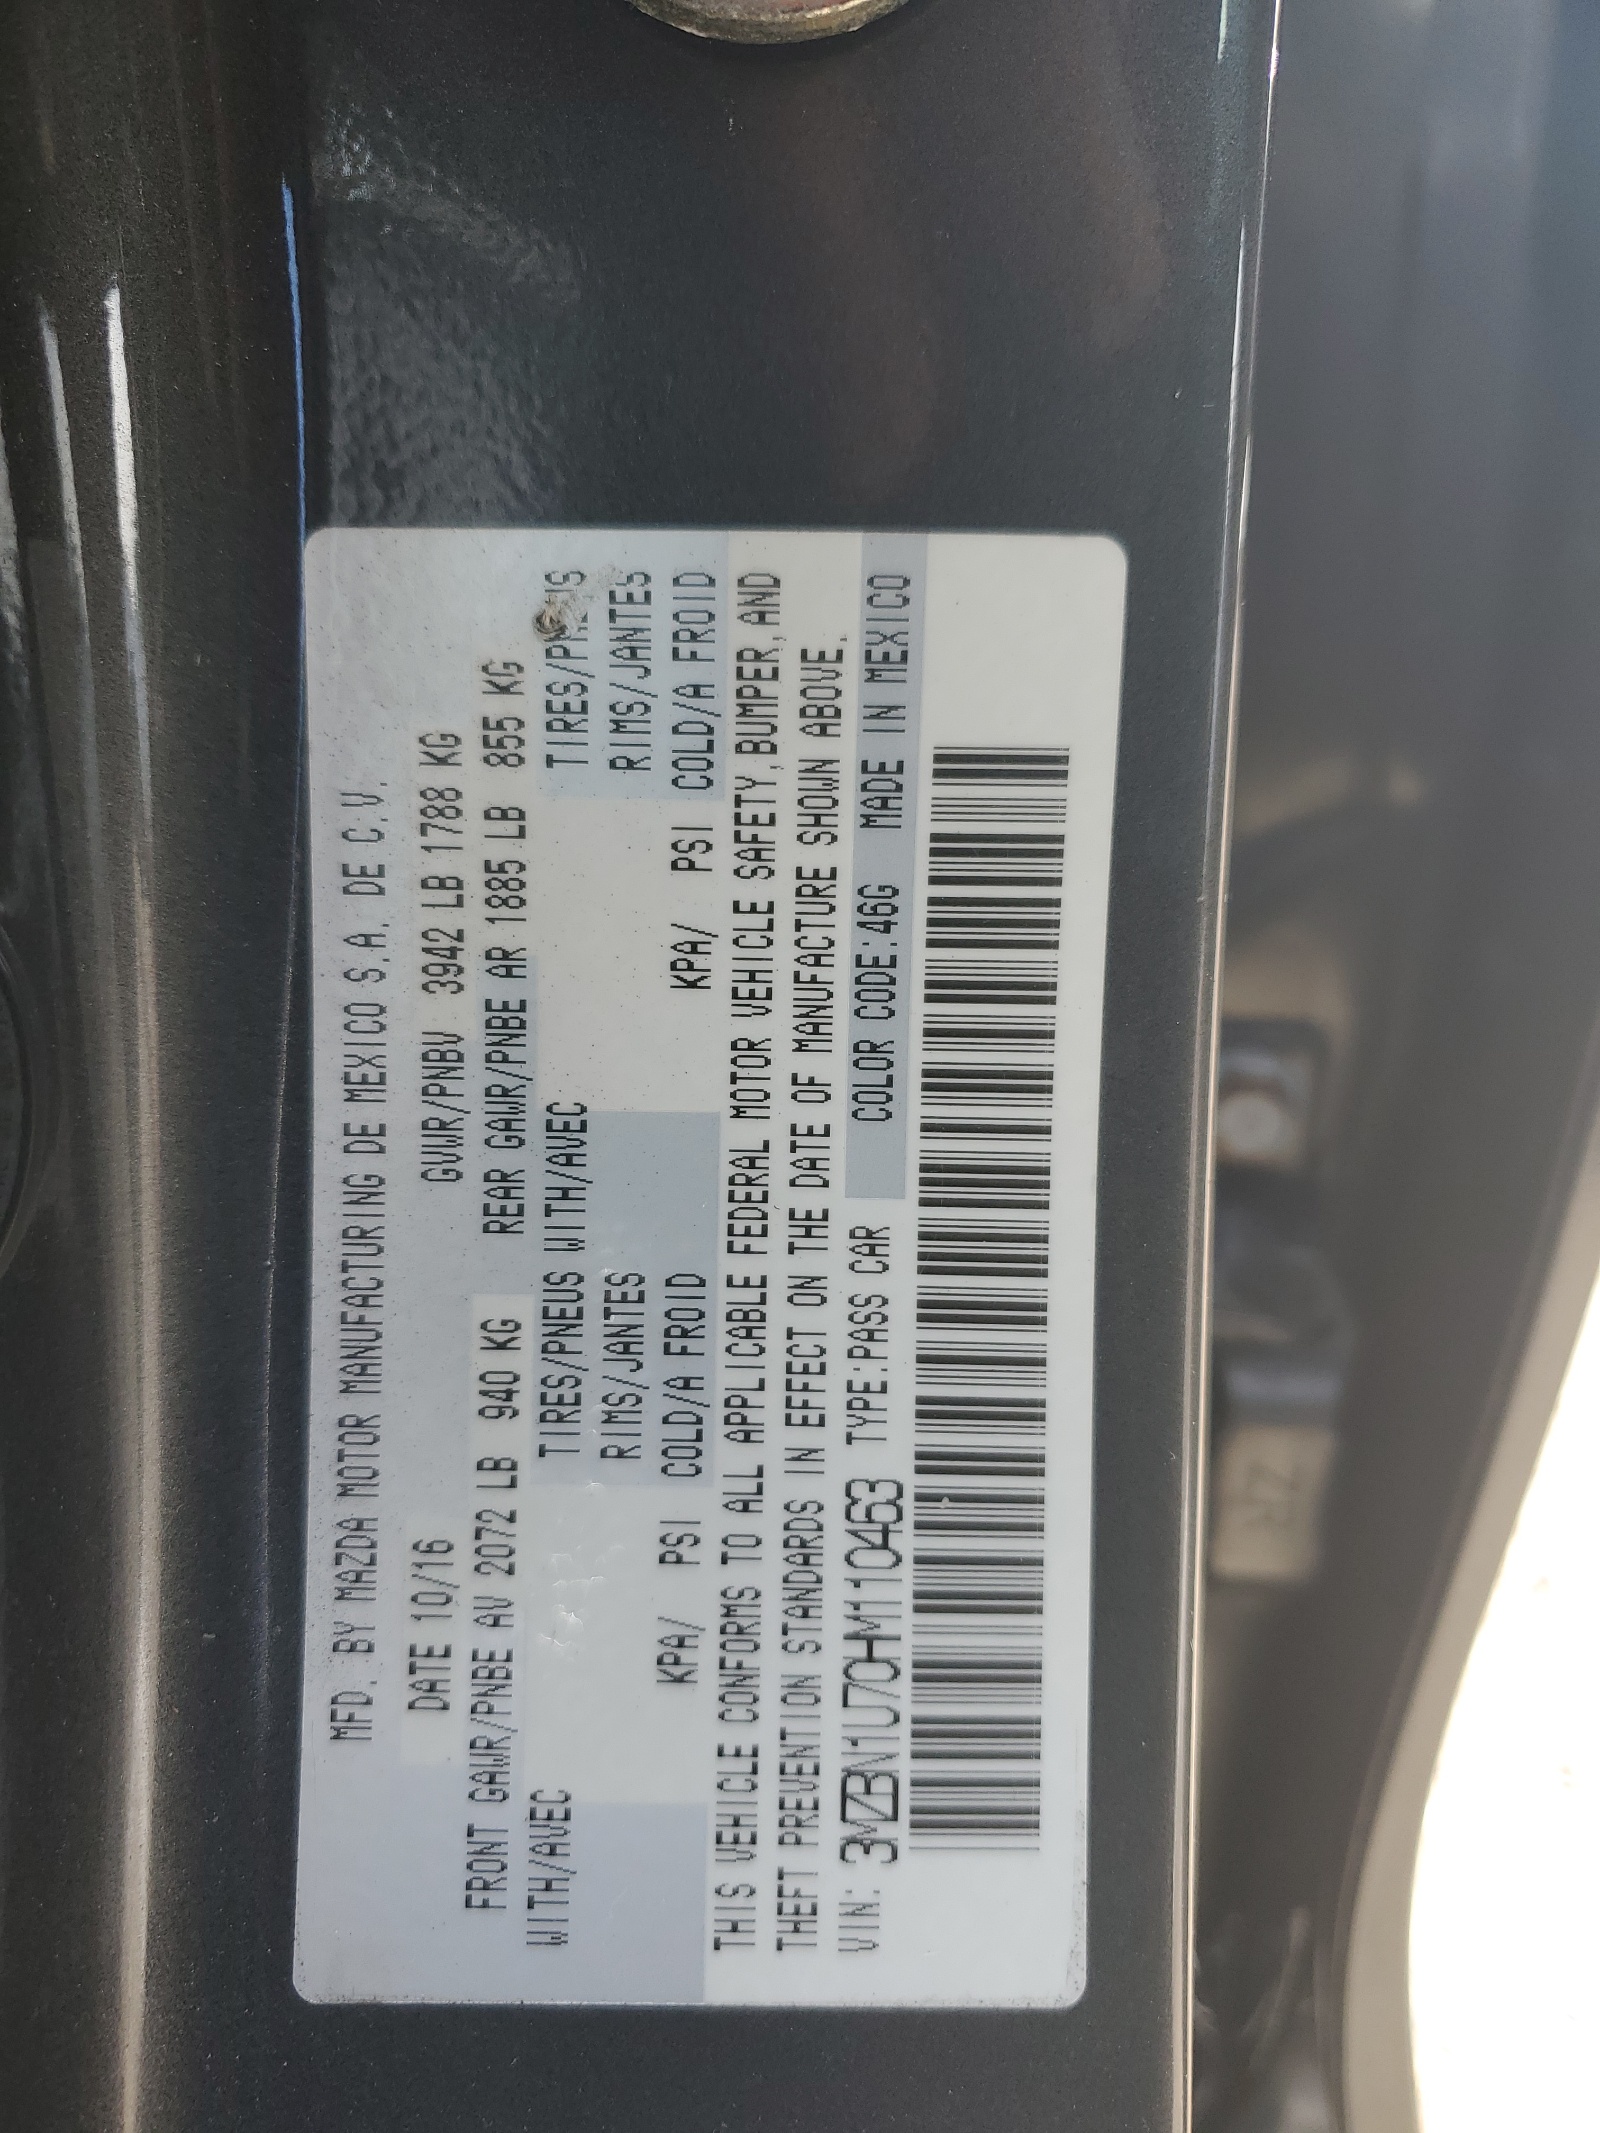 MFD. BY MAZDA MOTOR MANUFACTURING DE MEXICO S.A. DE C.V.
DATE 10/16 GVWR/PNBV 3942 LB 1788 KG
FRONT GAWR/PNBE AV 2072 LB 940 KG REAR GAWR/PNBE AR 1885 LB 855 KG
WITH/AVEC TIRES/PNEUS WITH/AVEC TIRES/PNEUS
RIMS/JANTES RIMS/JANTES
KPA/ PSI COLD/A FROID KPA/ PSI COLD/A FROID
THIS VEHICLE CONFORMS TO ALL APPLICABLE FEDERAL MOTOR VEHICLE SAFETY,BUMPER,AND
THEFT PREVENTION STANDARDS IN EFFECT ON THE DATE OF MANUFACTURE SHOWN ABOVE.
VIN: 3MZBN1U70HM110463 TYPE:PASS CAR COLOR CODE:46G MADE IN MEXICO